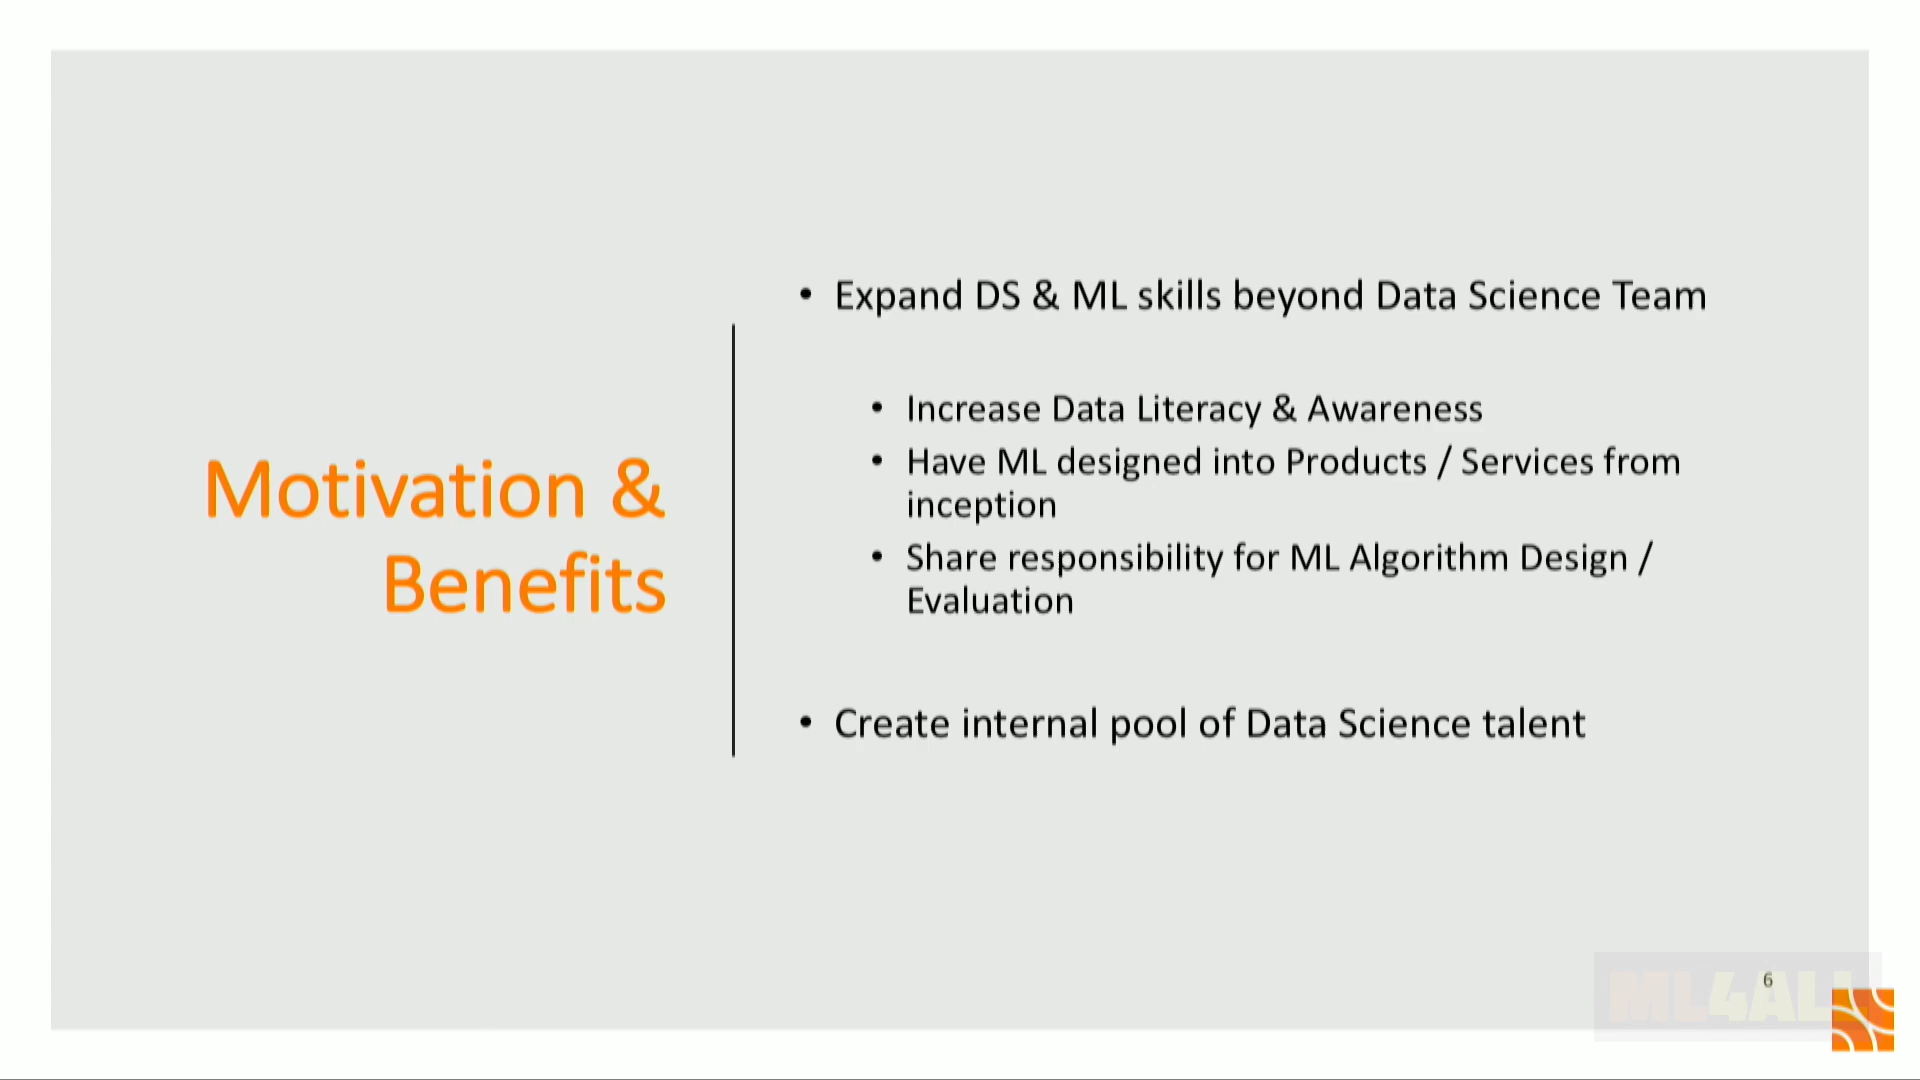 Motivation &
Benefits
• Expand DS & ML skills beyond Data Science Team
• Increase Data Literacy & Awareness
• Have ML designed into Products / Services from
inception
• Share responsibility for ML Algorithm Design /
Evaluation
• Create internal pool of Data Science talent
6
ML4ALL